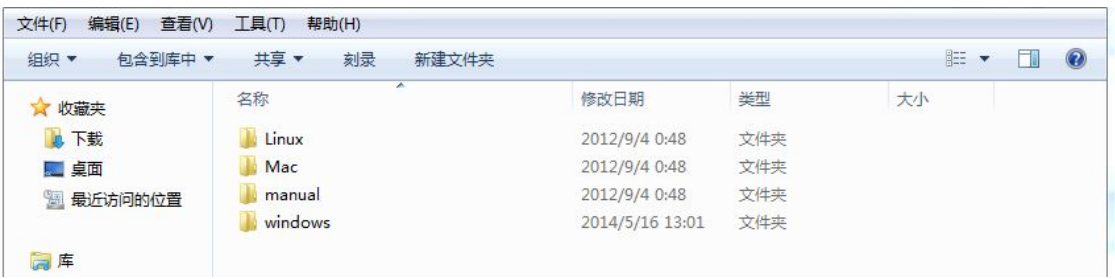 文件(F) 编辑(E) 查看(V) 工具(T) 帮助(H)
组织 包含到库中 共享 刻录 新建文件夹
收藏夹
下载
桌面
最近访问的位置
库
名称 修改日期 类型 大小
Linux 2012/9/4 0:48 文件夹
Mac 2012/9/4 0:48 文件夹
manual 2012/9/4 0:48 文件夹
windows 2014/5/16 13:01 文件夹